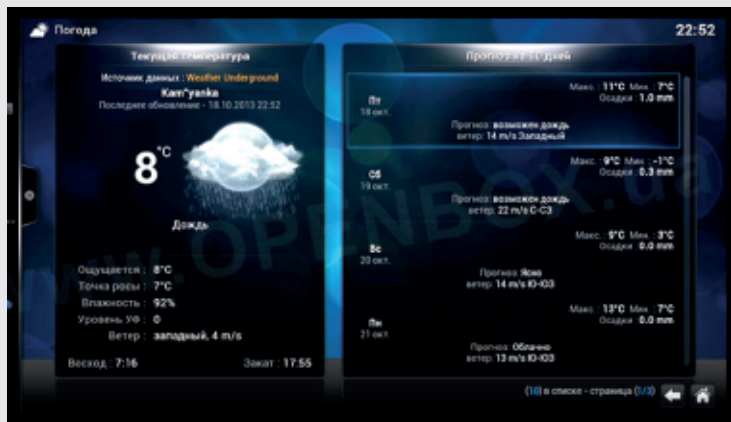 Погода
22:52
Текущая температура
Источник данных : Weather Underground
Kam"yanka
Последнее обновление - 18.10.2013 22:52
8°C
Дождь
Ощущается : 8°C
Точка росы : 7°C
Влажность : 92%
Уровень УФ : 0
Ветер : западный, 4 m/s
Восход : 7:16 Закат : 17:55
Прогноз на 10 дней
Макс. : 11°C Мин. : 7°C
Осадки : 1.0 mm
Пт
18 окт.
Прогноз: возможен дождь
ветер: 14 m/s Западный
Макс. : 9°C Мин. : -1°C
Осадки : 0.3 mm
Сб
19 окт.
Прогноз: возможен дождь
ветер: 22 m/s С-СЗ
Макс. : 9°C Мин. : 3°C
Осадки : 0.0 mm
Вс
20 окт.
Прогноз: Ясно
ветер: 14 m/s Ю-ЮЗ
Макс. : 13°C Мин. : 7°C
Осадки : 0.0 mm
Пн
21 окт.
Прогноз: Облачно
ветер: 13 m/s Ю-ЮЗ
(10) в списке - страница (1/3)
www.OPENBOX.ua